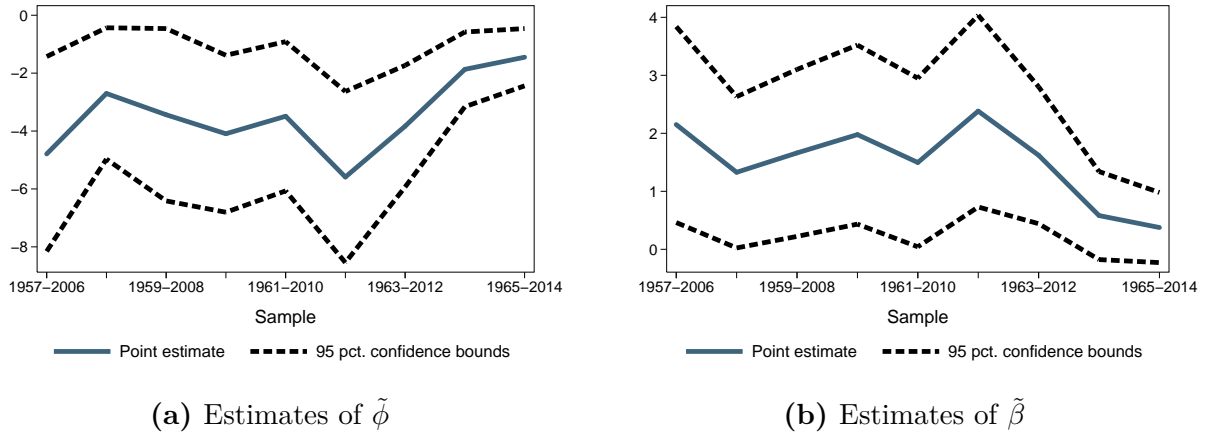 0
−2
−4
−6
−8
1957–2006 1959–2008 1961–2010 1963–2012 1965–2014
Sample
Point estimate 95 pct. confidence bounds
(a) Estimates of ϕ̃
4
3
2
1
0
1957–2006 1959–2008 1961–2010 1963–2012 1965–2014
Sample
Point estimate 95 pct. confidence bounds
(b) Estimates of β̃